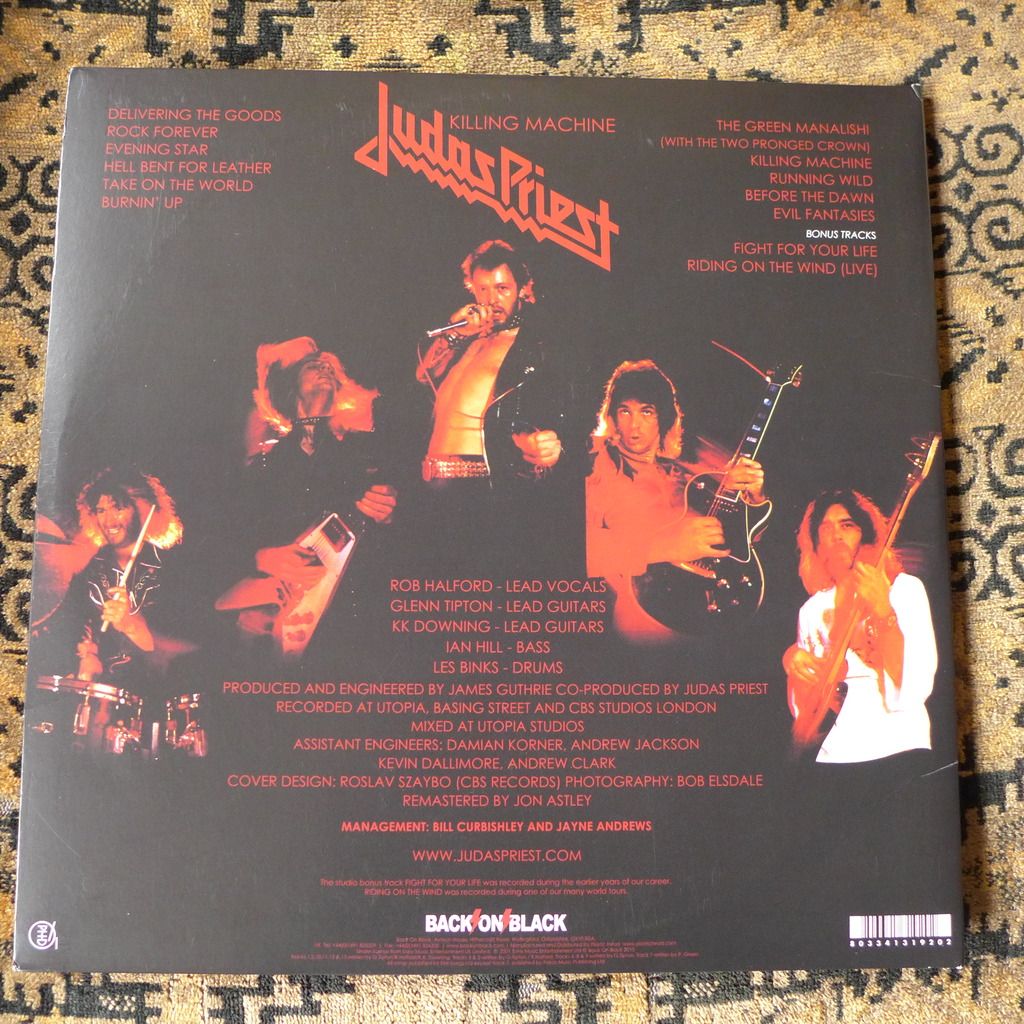 DELIVERING THE GOODS
ROCK FOREVER
EVENING STAR
HELL BENT FOR LEATHER
TAKE ON THE WORLD
BURNIN' UP
KILLING MACHINE
Judas Priest
THE GREEN MANALISHI
(WITH THE TWO PRONGED CROWN)
KILLING MACHINE
RUNNING WILD
BEFORE THE DAWN
EVIL FANTASIES
BONUS TRACKS
FIGHT FOR YOUR LIFE
RIDING ON THE WIND (LIVE)
ROB HALFORD - LEAD VOCALS
GLENN TIPTON - LEAD GUITARS
KK DOWNING - LEAD GUITARS
IAN HILL - BASS
LES BINKS - DRUMS
PRODUCED AND ENGINEERED BY JAMES GUTHRIE CO-PRODUCED BY JUDAS PRIEST
RECORDED AT UTOPIA, BASING STREET AND CBS STUDIOS LONDON
MIXED AT UTOPIA STUDIOS
ASSISTANT ENGINEERS: DAMIAN KORNER, ANDREW JACKSON
KEVIN DALLIMORE, ANDREW CLARK
COVER DESIGN: ROSLAV SZAYBO (CBS RECORDS) PHOTOGRAPHY: BOB ELSDALE
REMASTERED BY JON ASTLEY
MANAGEMENT: BILL CURBISHLEY AND JAYNE ANDREWS
WWW.JUDASPRIEST.COM
The studio bonus track FIGHT FOR YOUR LIFE was recorded during the earlier years of our career.
RIDING ON THE WIND was recorded during one of our many world tours.
BACK ON BLACK
803341319202